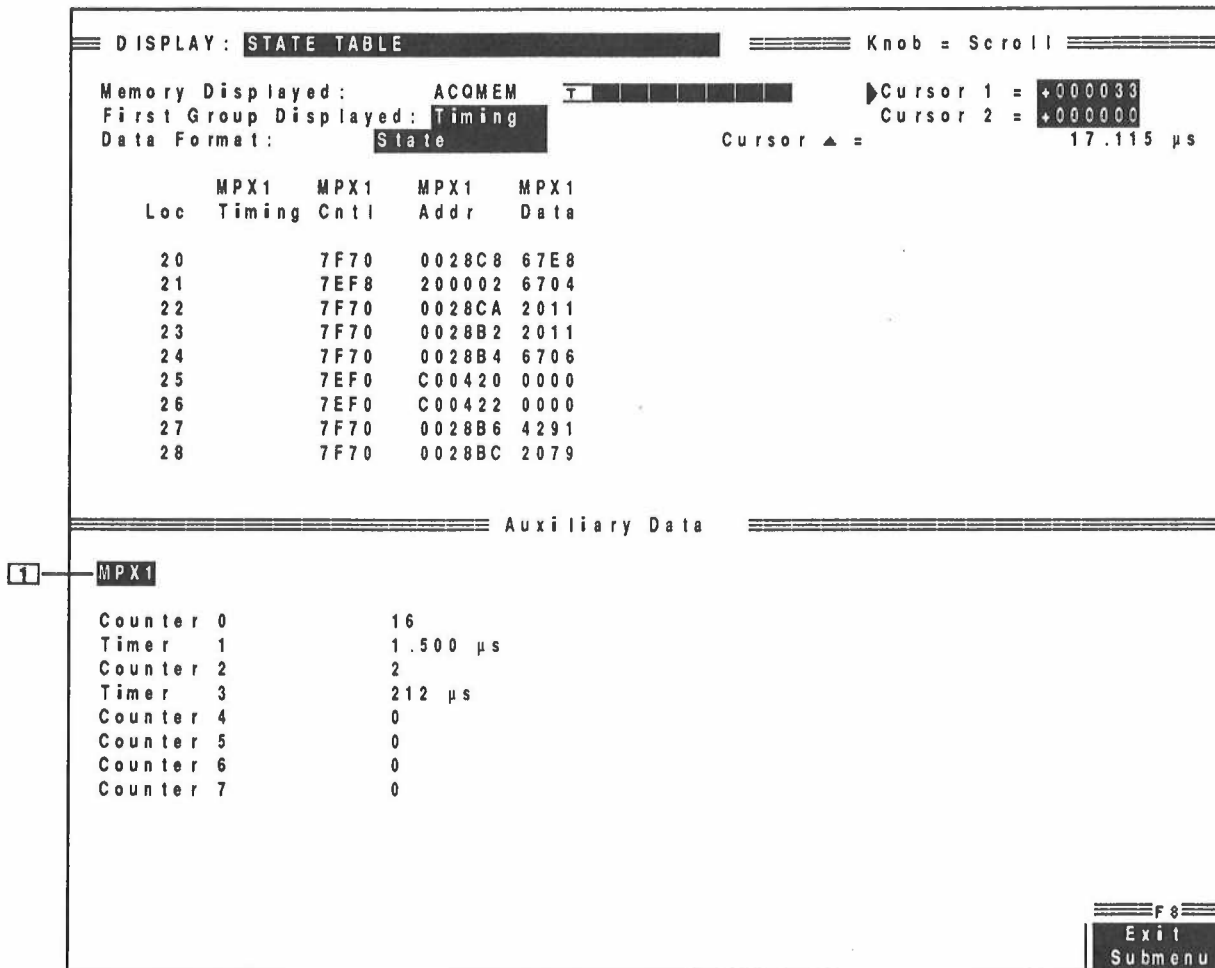 DISPLAY: STATE TABLE Knob = Scroll
Memory Displayed: ACQMEM T Cursor 1 = +000033
First Group Displayed: Timing Cursor 2 = +000000
Data Format: State Cursor ▲ = 17.115 µs
MPX1 MPX1 MPX1 MPX1
Loc Timing Cntl Addr Data
20 7F70 0028C8 67E8
21 7EF8 200002 6704
22 7F70 0028CA 2011
23 7F70 0028B2 2011
24 7F70 0028B4 6706
25 7EF0 C00420 0000
26 7EF0 C00422 0000
27 7F70 0028B6 4291
28 7F70 0028BC 2079
Auxiliary Data
1 MPX1
Counter 0 16
Timer 1 1.500 µs
Counter 2 2
Timer 3 212 µs
Counter 4 0
Counter 5 0
Counter 6 0
Counter 7 0
F8
Exit
Submenu